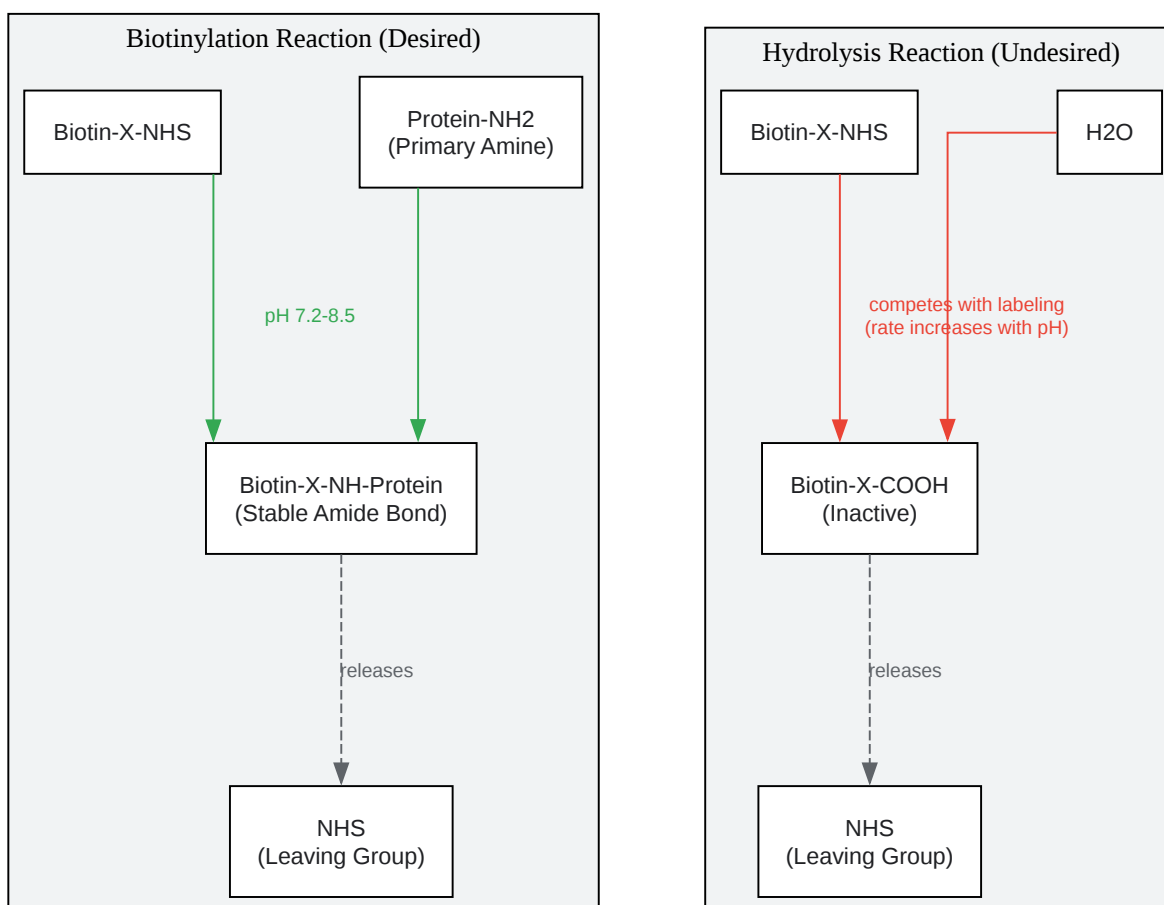 Biotinylation Reaction (Desired)
Biotin-X-NHS
Protein-NH2
(Primary Amine)
pH 7.2-8.5
Biotin-X-NH-Protein
(Stable Amide Bond)
releases
NHS
(Leaving Group)
Hydrolysis Reaction (Undesired)
Biotin-X-NHS
H2O
competes with labeling
(rate increases with pH)
Biotin-X-COOH
(Inactive)
releases
NHS
(Leaving Group)